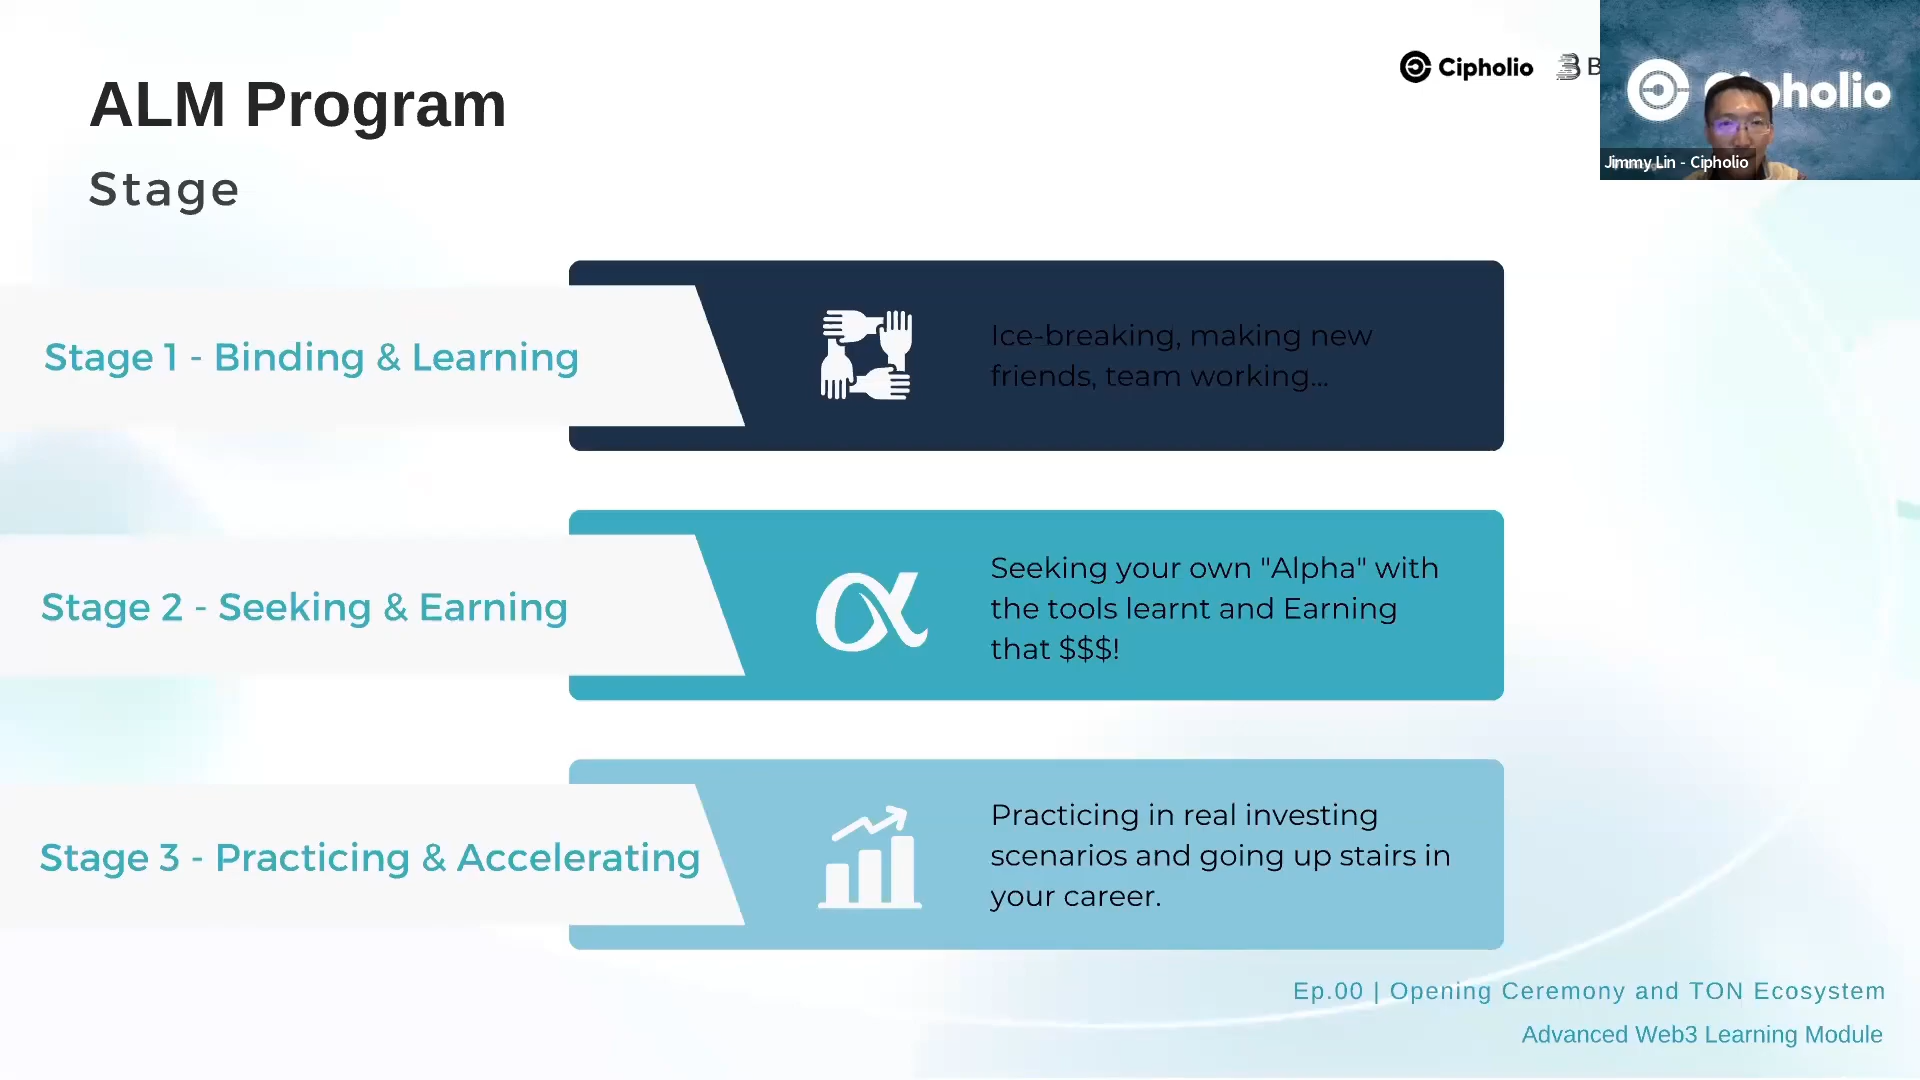 ALM Program
Stage
Cipholio
B
Cipholio
Jimmy Lin - Cipholio
Stage 1 - Binding & Learning
Ice-breaking, making new
friends, team working...
Stage 2 - Seeking & Earning
Seeking your own "Alpha" with
the tools learnt and Earning
that $$$!
Stage 3 - Practicing & Accelerating
Practicing in real investing
scenarios and going up stairs in
your career.
Ep.00 | Opening Ceremony and TON Ecosystem
Advanced Web3 Learning Module